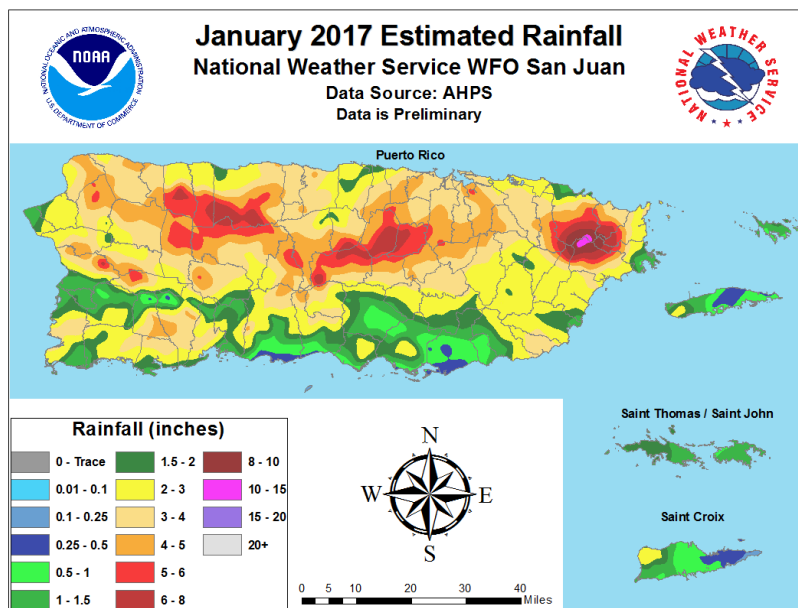 January 2017 Estimated Rainfall
National Weather Service WFO San Juan
Data Source: AHPS
Data is Preliminary
NATIONAL OCEANIC AND ATMOSPHERIC ADMINISTRATION
NOAA
U.S. DEPARTMENT OF COMMERCE
NATIONAL WEATHER SERVICE
Puerto Rico
Saint Thomas / Saint John
Saint Croix
Rainfall (inches)
0 - Trace 1.5 - 2 8 - 10
0.01 - 0.1 2 - 3 10 - 15
0.1 - 0.25 3 - 4 15 - 20
0.25 - 0.5 4 - 5 20+
0.5 - 1 5 - 6
1 - 1.5 6 - 8
N
W E
S
0 5 10 20 30 40
Miles